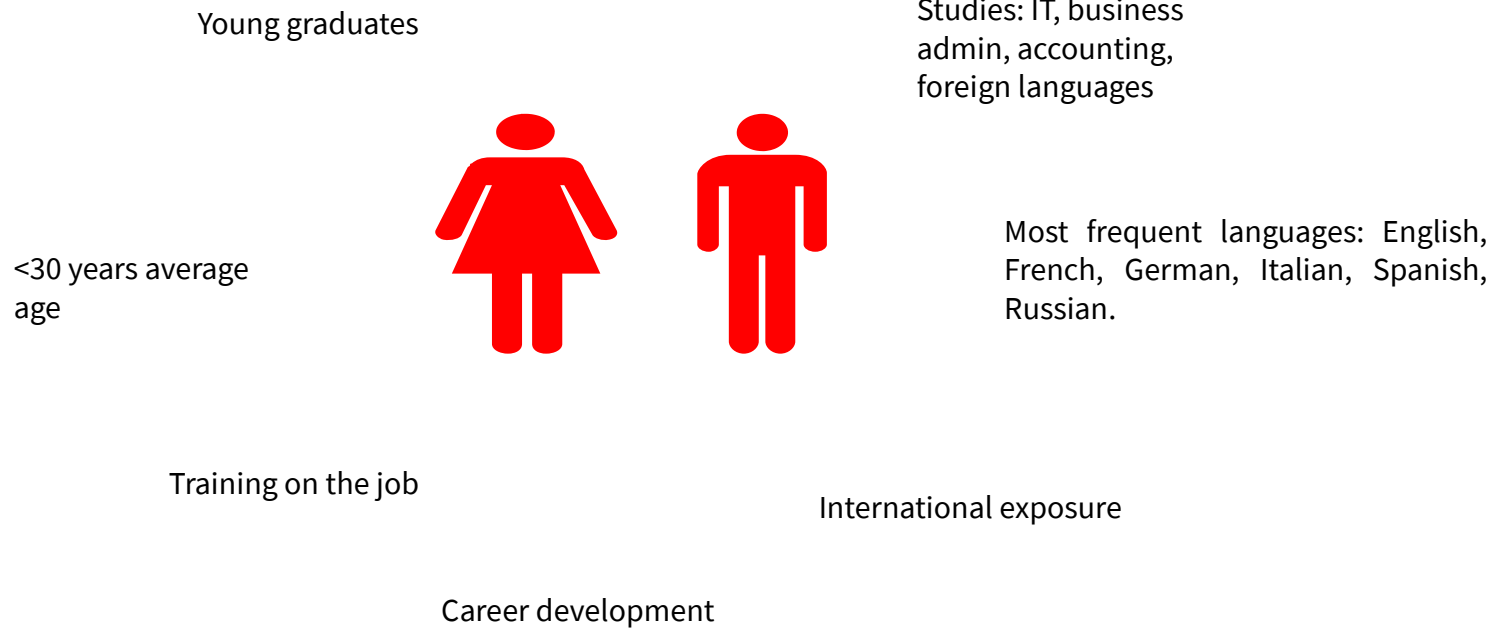 Young graduates
Studies: IT, business
admin, accounting,
foreign languages
Most frequent languages: English,
French, German, Italian, Spanish,
Russian.
<30 years average
age
Training on the job
International exposure
Career development